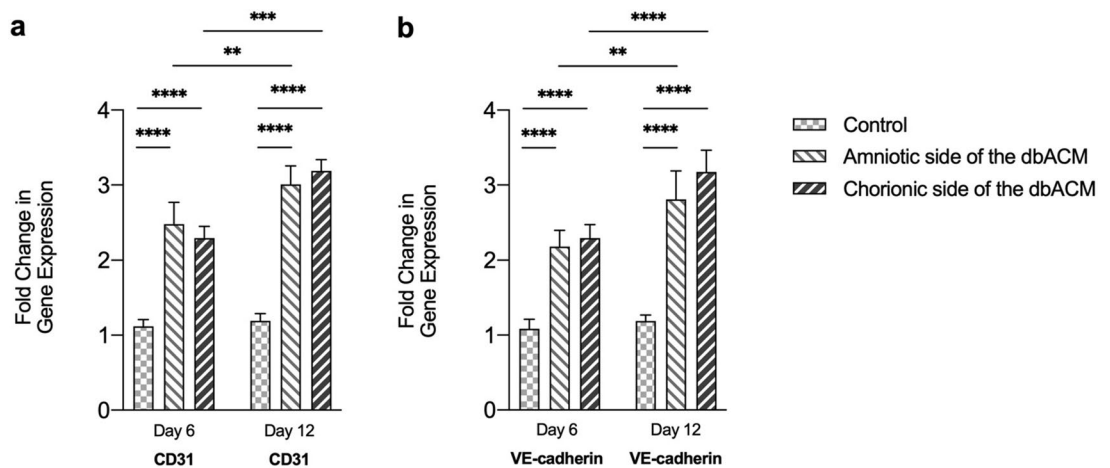 a
b
***
****
**
**
****
****
****
****
****
****
****
****
4
3
2
1
0
Fold Change in
Gene Expression
Day 6
Day 12
CD31
CD31
4
3
2
1
0
Fold Change in
Gene Expression
Day 6
Day 12
VE-cadherin
VE-cadherin
Control
Amniotic side of the dbACM
Chorionic side of the dbACM